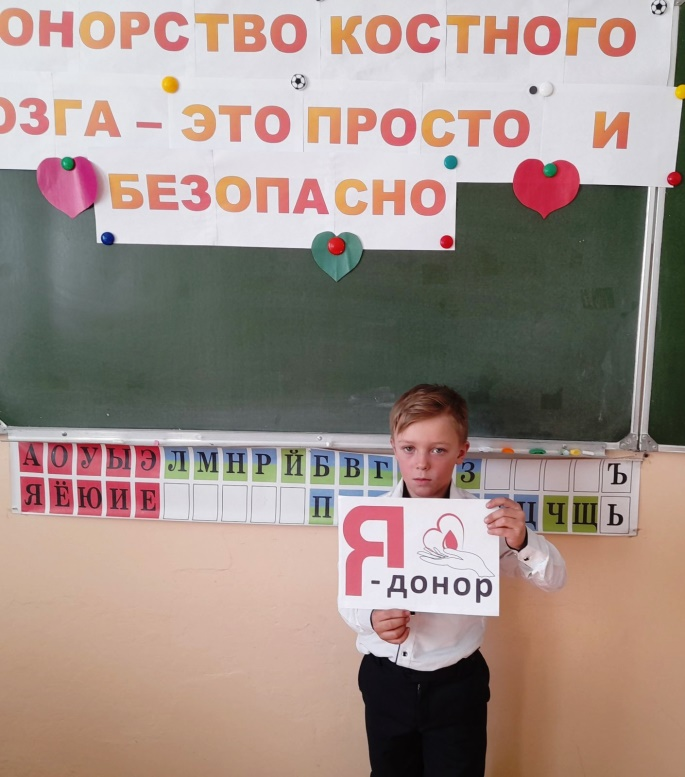 ОНОРСТВО КОСТНОГО
ОЗГА – ЭТО ПРОСТО И
БЕЗОПАСНО
А О У Ы Э Л М Н Р Й Б В Г З Ъ
Я Ё Ю И Е П Ц Ч Щ Ь
Я
-донор